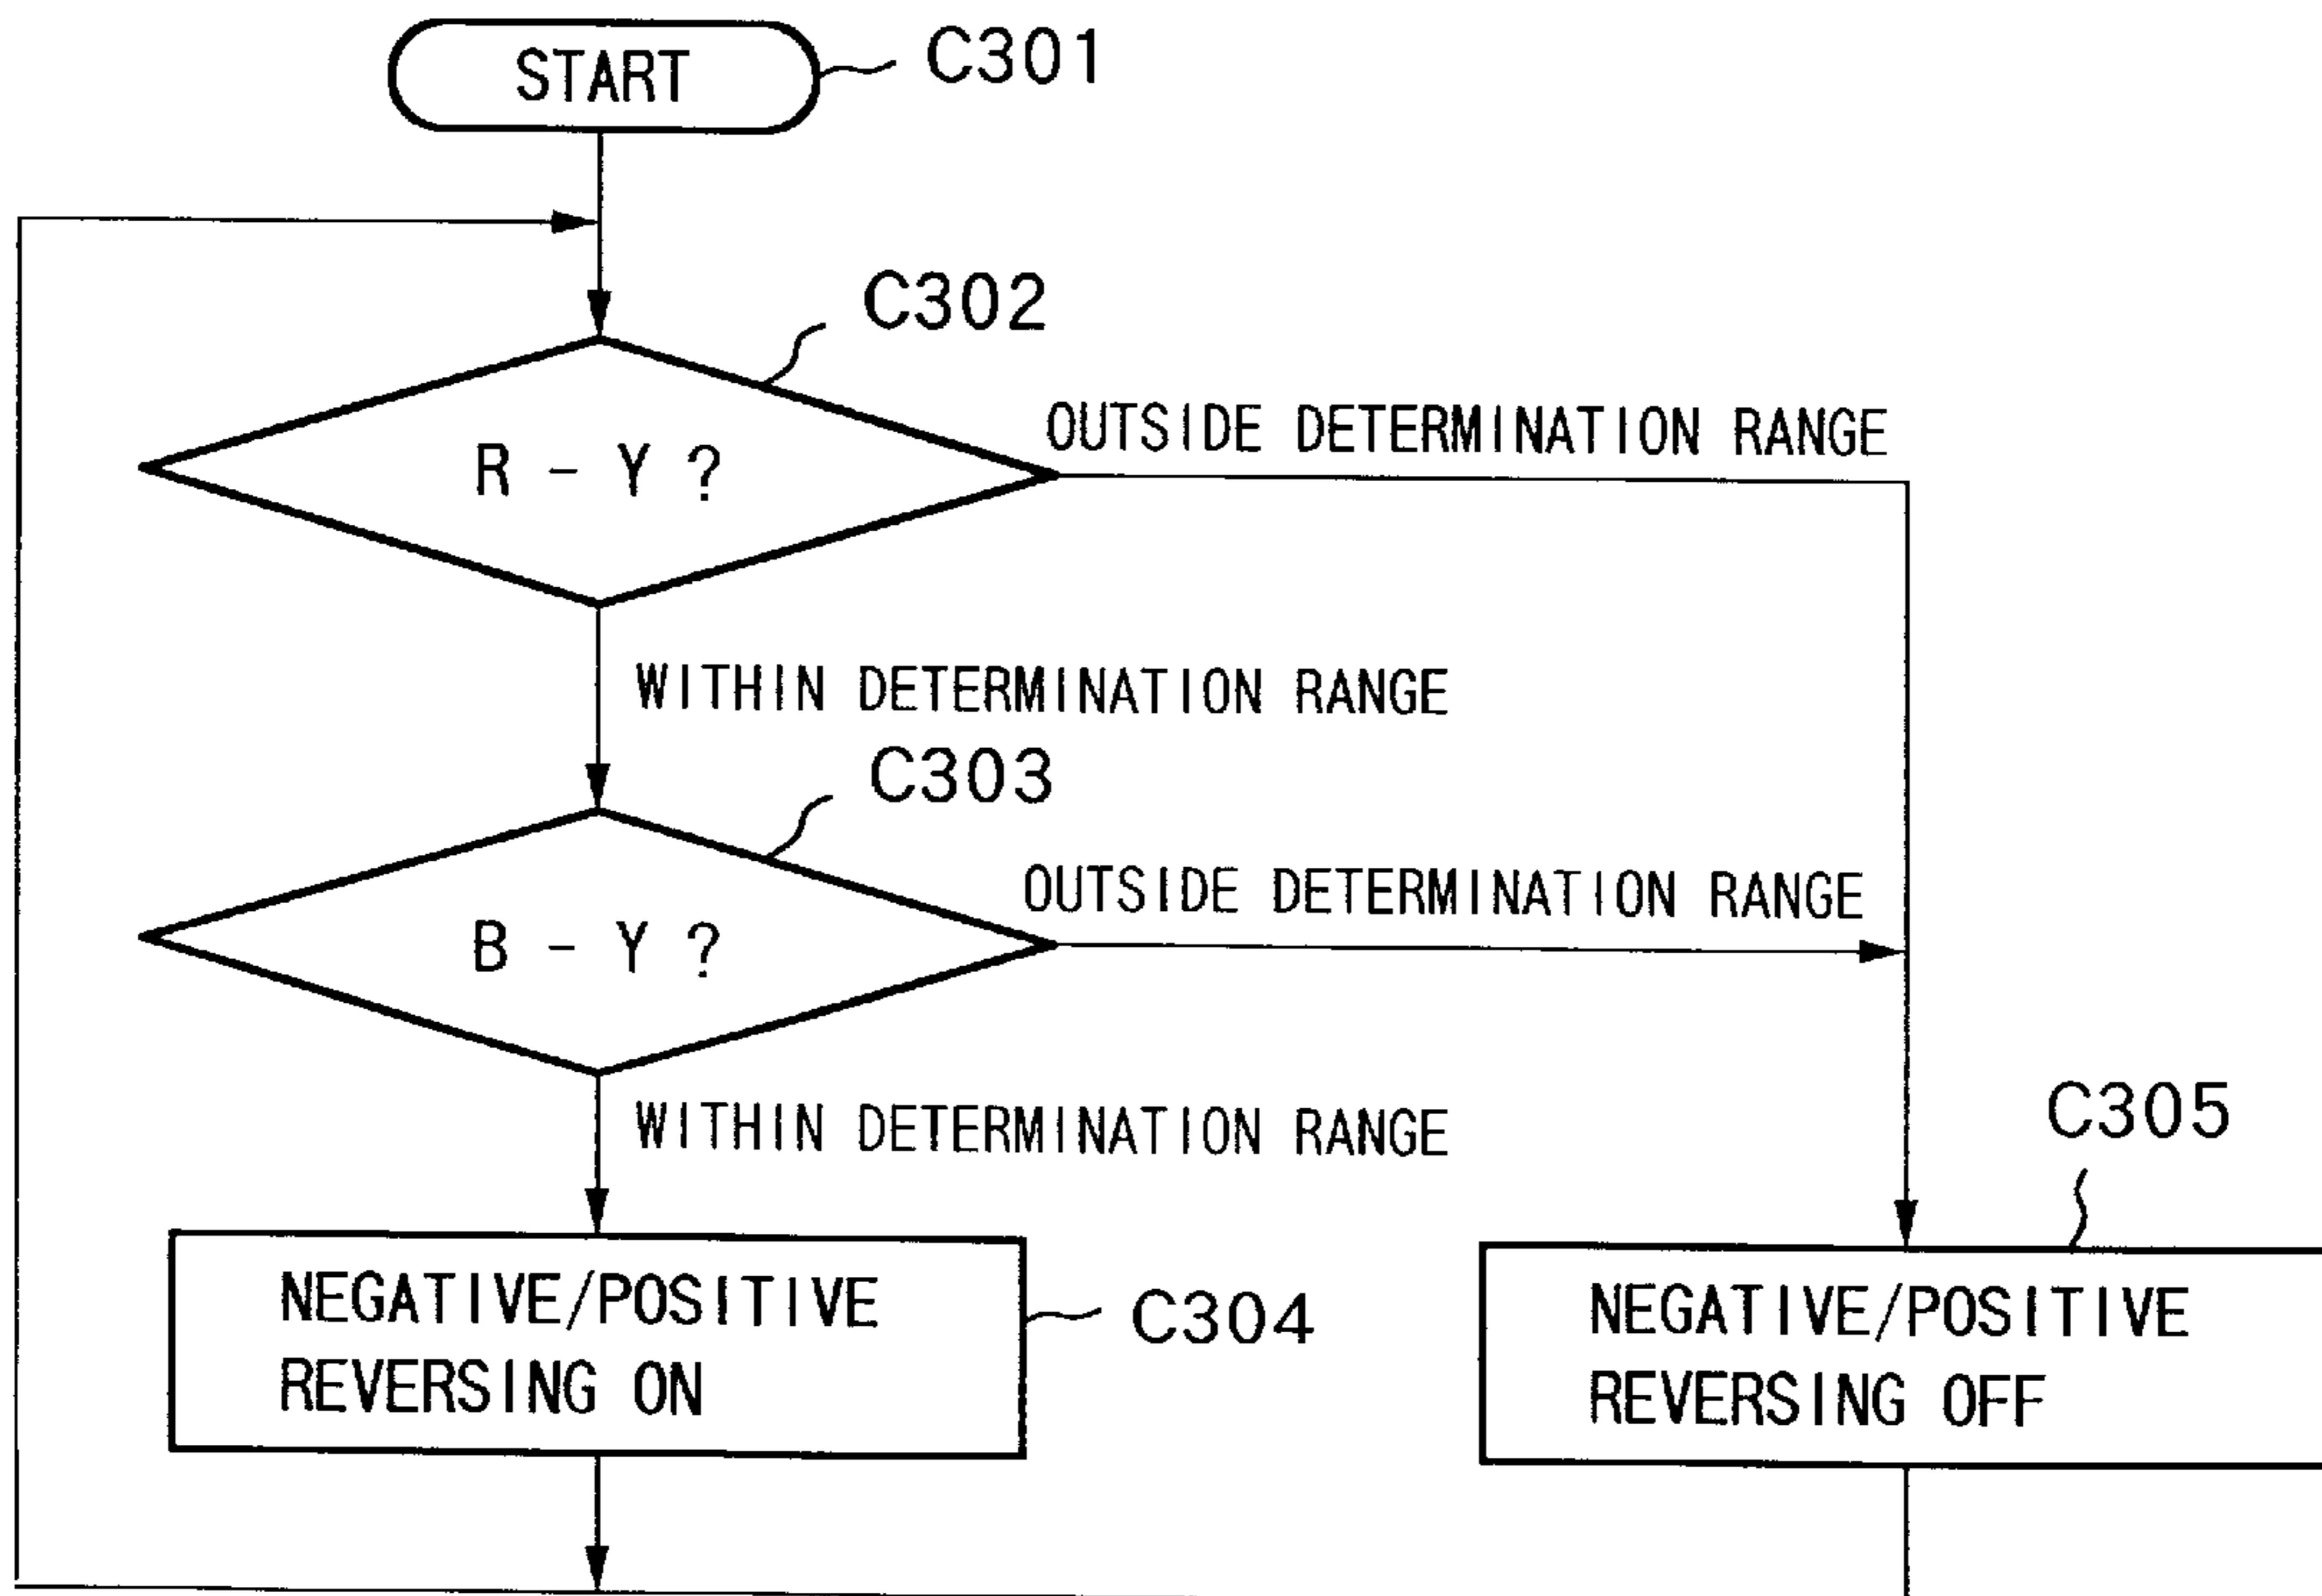 START
C301
C302
R - Y ?
OUTSIDE DETERMINATION RANGE
WITHIN DETERMINATION RANGE
C303
B - Y ?
OUTSIDE DETERMINATION RANGE
WITHIN DETERMINATION RANGE
C305
NEGATIVE/POSITIVE
REVERSING ON
C304
NEGATIVE/POSITIVE
REVERSING OFF